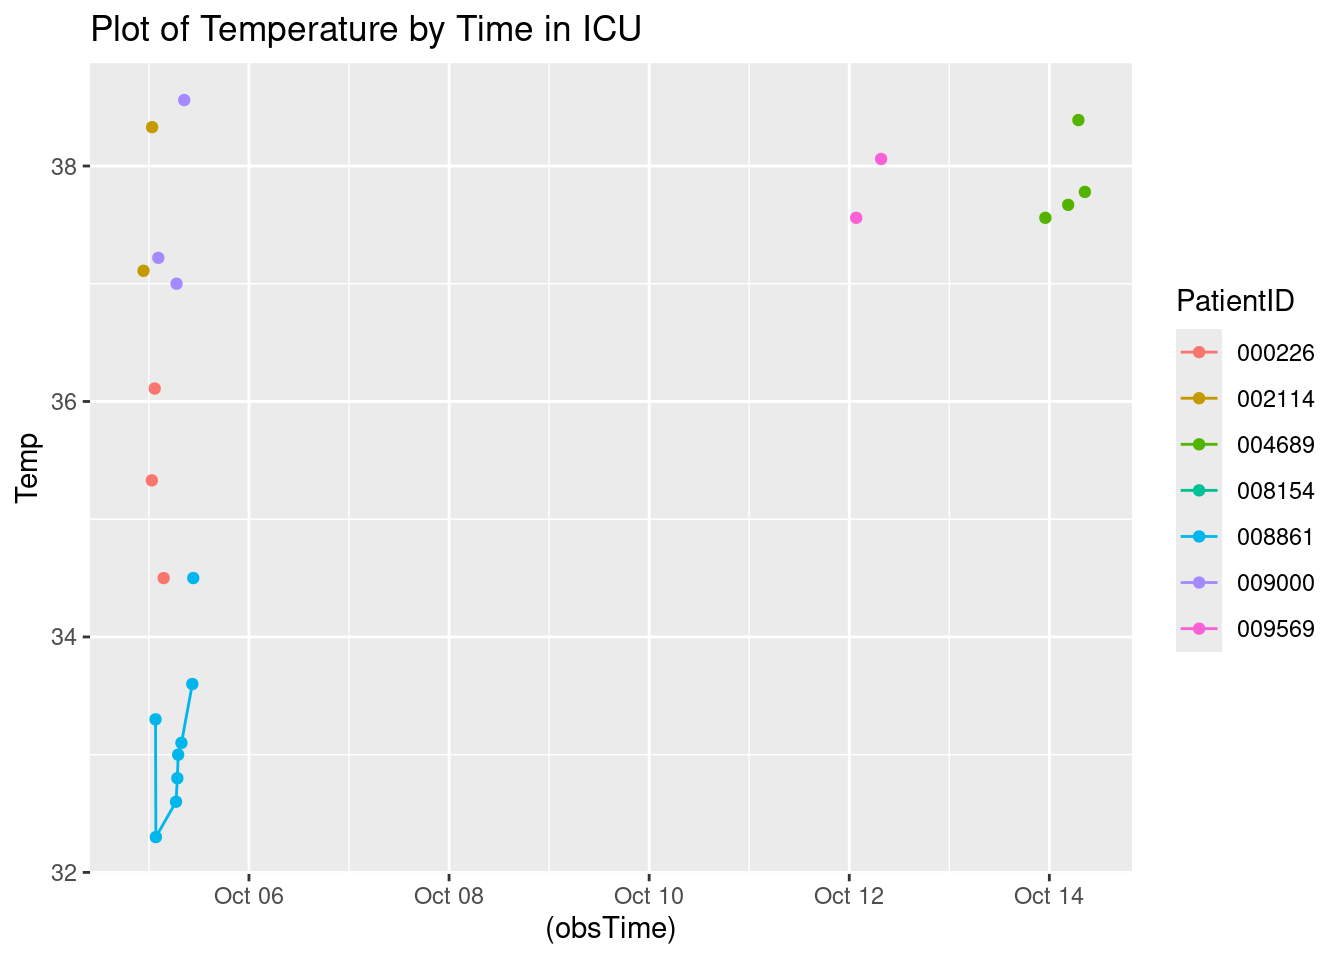 Plot of Temperature by Time in ICU
38
36
34
32
Temp
Oct 06
Oct 08
Oct 10
Oct 12
Oct 14
(obsTime)
PatientID
000226
002114
004689
008154
008861
009000
009569